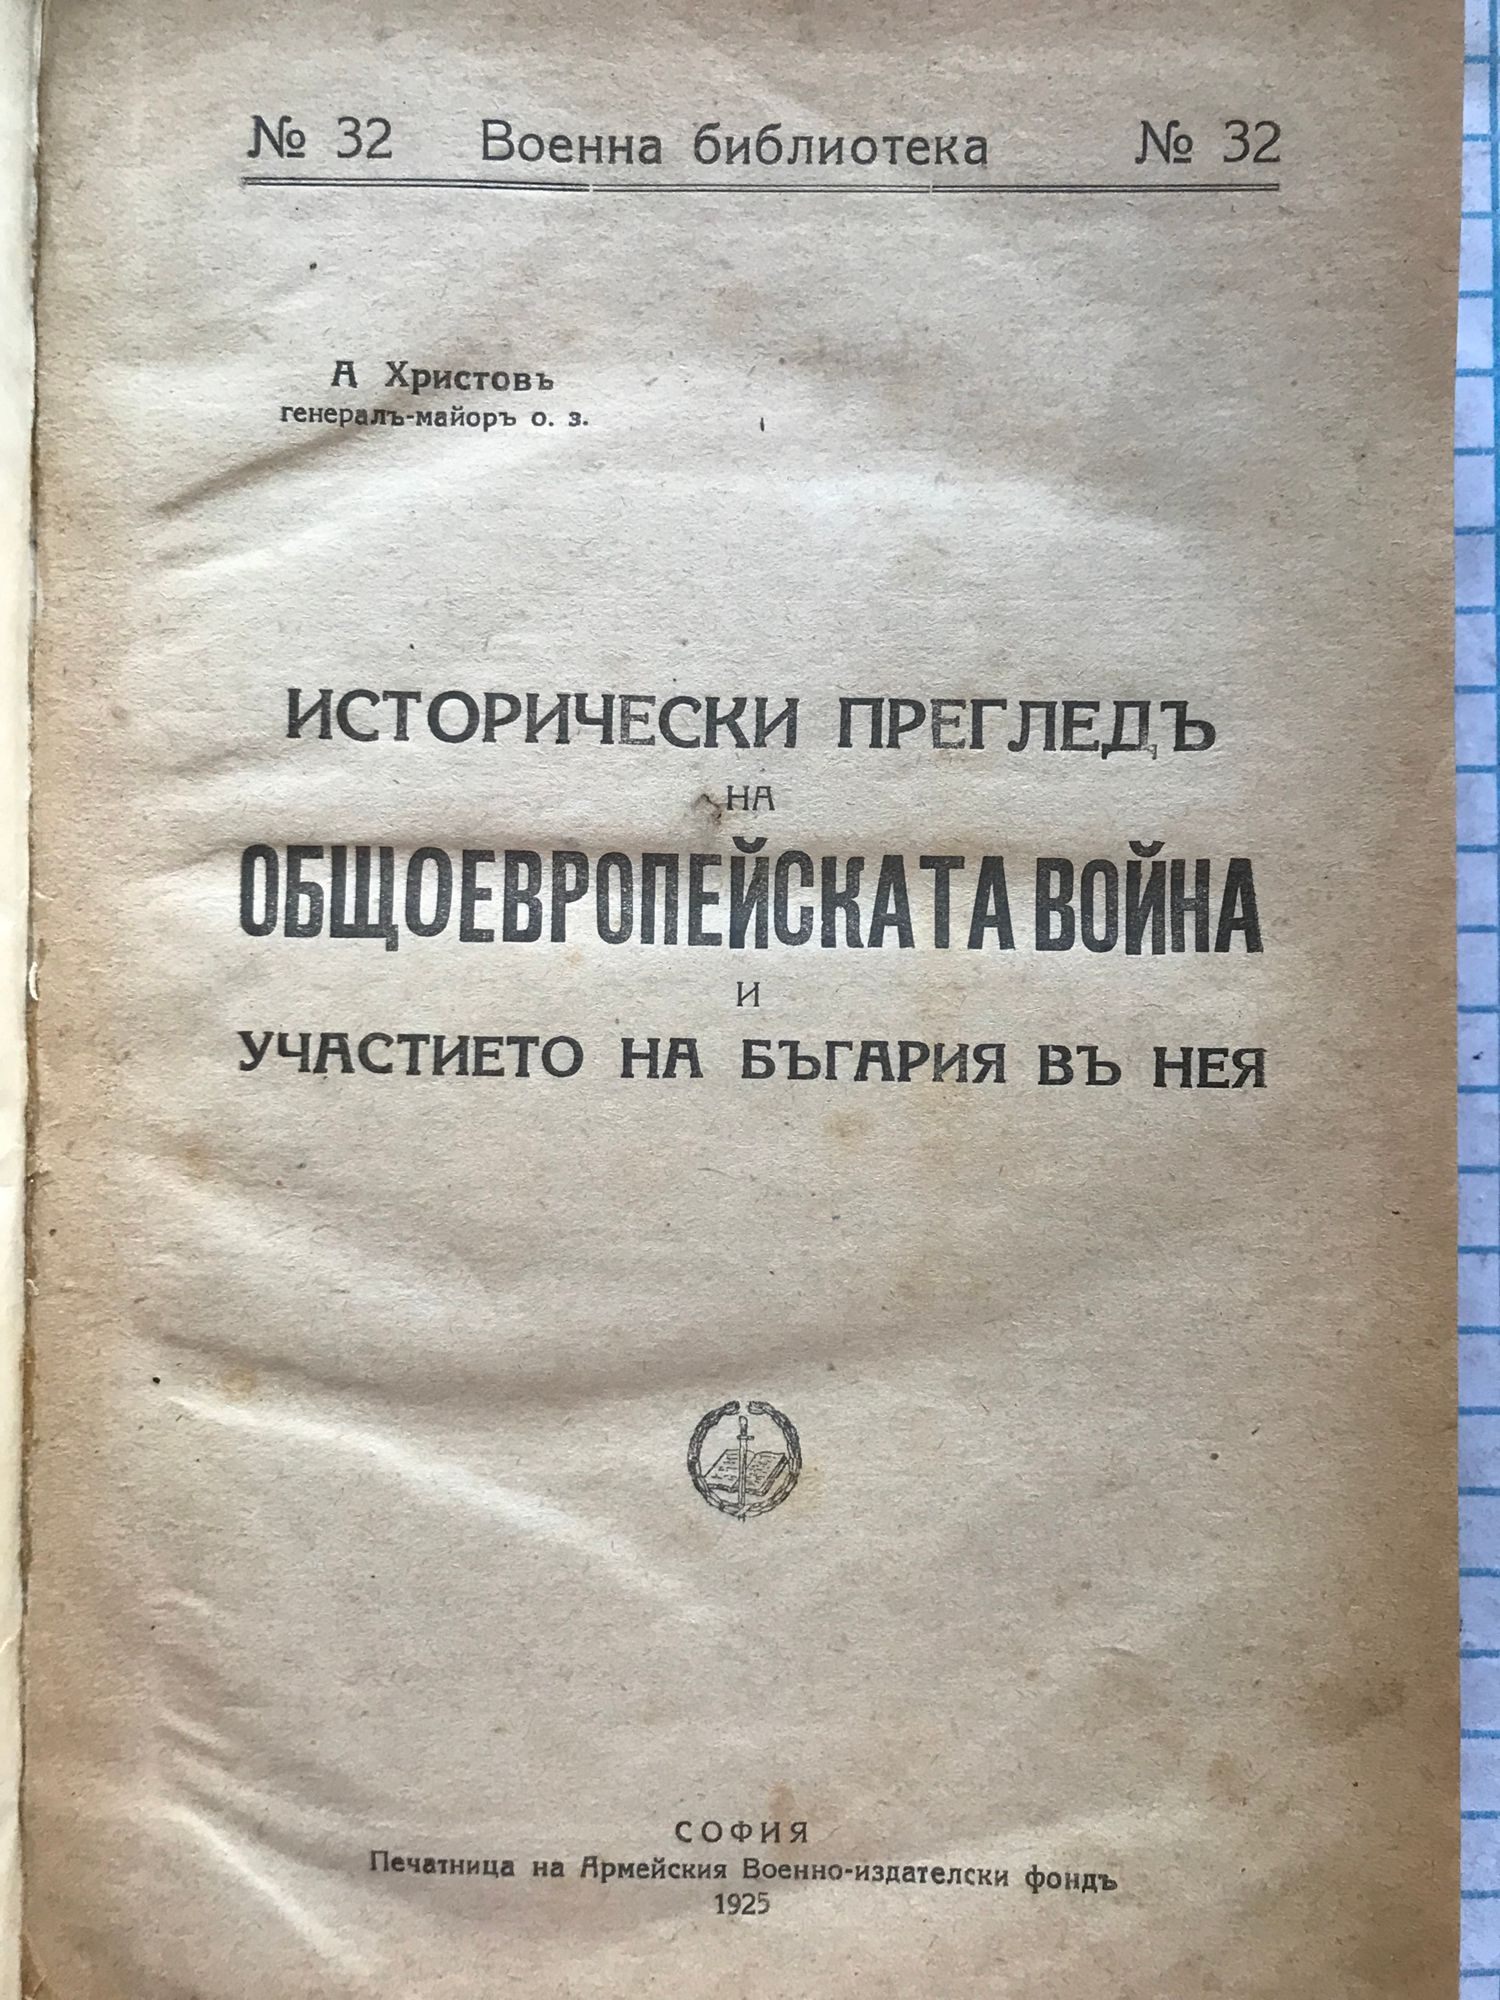 № 32 Военна библиотека № 32
А Христовъ
генералъ-майоръ о. з.
ИСТОРИЧЕСКИ ПРЕГЛЕДЪ
НА
ОБЩОЕВРОПЕЙСКАТА ВОЙНА
И
УЧАСТИЕТО НА БЪГАРИЯ ВЪ НЕЯ
СОФИЯ
Печатница на Армейския Военно-издателски фондъ
1925